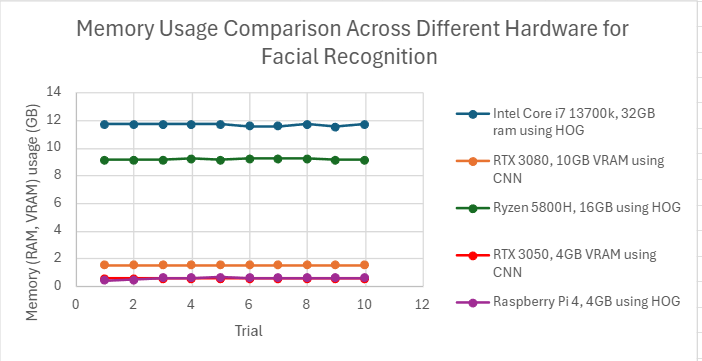 Memory Usage Comparison Across Different Hardware for
Facial Recognition
Memory (RAM, VRAM) usage (GB)
14
12
10
8
6
4
2
0
0 2 4 6 8 10 12
Trial
Intel Core i7 13700k, 32GB
ram using HOG
RTX 3080, 10GB VRAM using
CNN
Ryzen 5800H, 16GB using HOG
RTX 3050, 4GB VRAM using
CNN
Raspberry Pi 4, 4GB using HOG